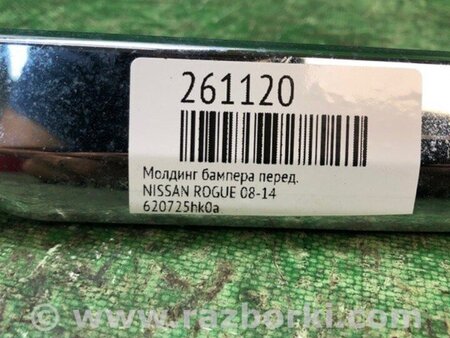 261120
Молдинг бампера перед.
NISSAN ROGUE 08-14
620725hk0a
© www.razborki.com